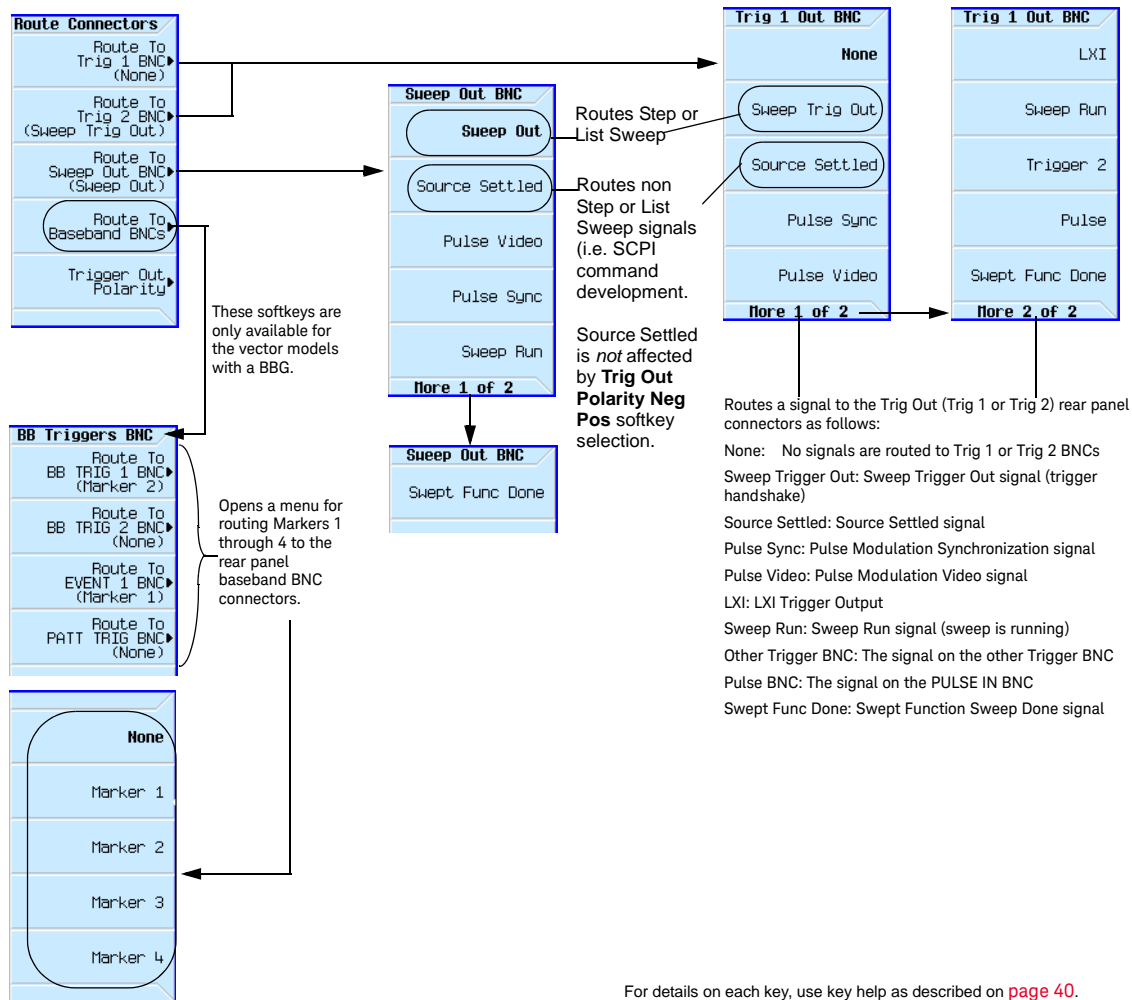 Route Connectors
Route To
Trig 1 BNC
(None)
Route To
Trig 2 BNC
(Sweep Trig Out)
Route To
Sweep Out BNC
(Sweep Out)
Route To
Baseband BNCs
Trigger Out
Polarity
These softkeys are
only available for
the vector models
with a BBG.
BB Triggers BNC
Route To
BB TRIG 1 BNC
(Marker 2)
Route To
BB TRIG 2 BNC
(None)
Route To
EVENT 1 BNC
(Marker 1)
Route To
PATT TRIG BNC
(None)
Opens a menu for
routing Markers 1
through 4 to the
rear panel
baseband BNC
connectors.
None
Marker 1
Marker 2
Marker 3
Marker 4
Sweep Out BNC
Sweep Out
Source Settled
Pulse Video
Pulse Sync
Sweep Run
More 1 of 2
Sweep Out BNC
Swept Func Done
Routes Step or
List Sweep
Routes non
Step or List
Sweep signals
(i.e. SCPI
command
development.
Source Settled
is not affected
by Trig Out
Polarity Neg
Pos softkey
selection.
Trig 1 Out BNC
None
Sweep Trig Out
Source Settled
Pulse Sync
Pulse Video
More 1 of 2
Trig 1 Out BNC
LXI
Sweep Run
Trigger 2
Pulse
Swept Func Done
More 2 of 2
Routes a signal to the Trig Out (Trig 1 or Trig 2) rear panel
connectors as follows:
None: No signals are routed to Trig 1 or Trig 2 BNCs
Sweep Trigger Out: Sweep Trigger Out signal (trigger
handshake)
Source Settled: Source Settled signal
Pulse Sync: Pulse Modulation Synchronization signal
Pulse Video: Pulse Modulation Video signal
LXI: LXI Trigger Output
Sweep Run: Sweep Run signal (sweep is running)
Other Trigger BNC: The signal on the other Trigger BNC
Pulse BNC: The signal on the PULSE IN BNC
Swept Func Done: Swept Function Sweep Done signal
For details on each key, use key help as described on page 40.